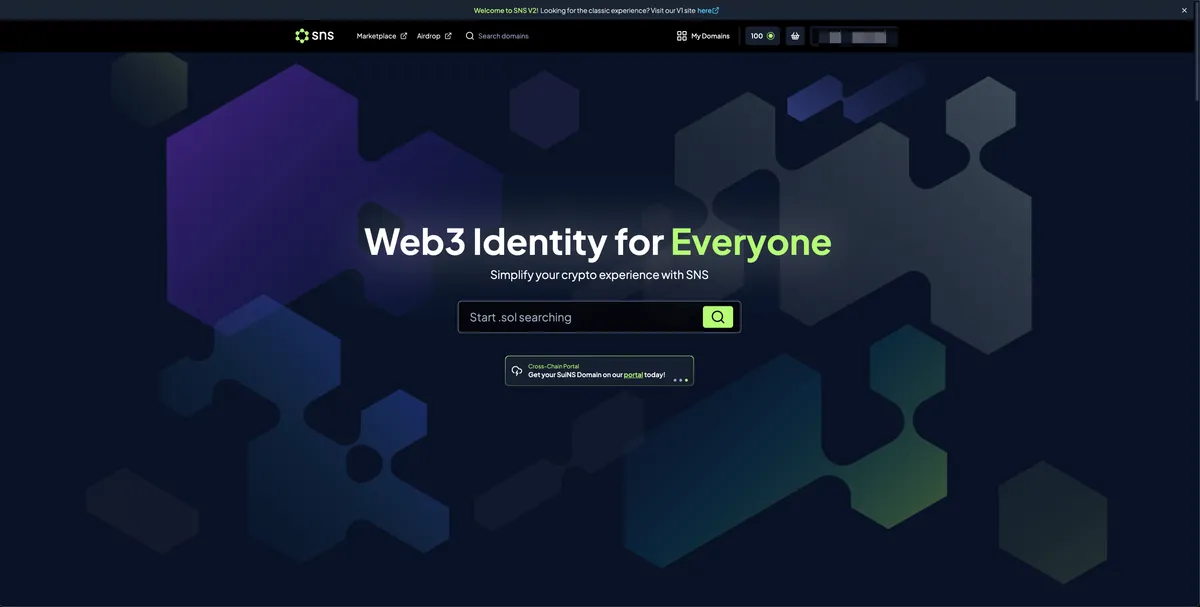 Welcome to SNS V2! Looking for the classic experience? Visit our V1 site here
sns
Marketplace
Airdrop
Search domains
My Domains
100
Web3 Identity for Everyone
Simplify your crypto experience with SNS
Start .sol searching
Cross-Chain Portal
Get your SuiNS Domain on our portal today!